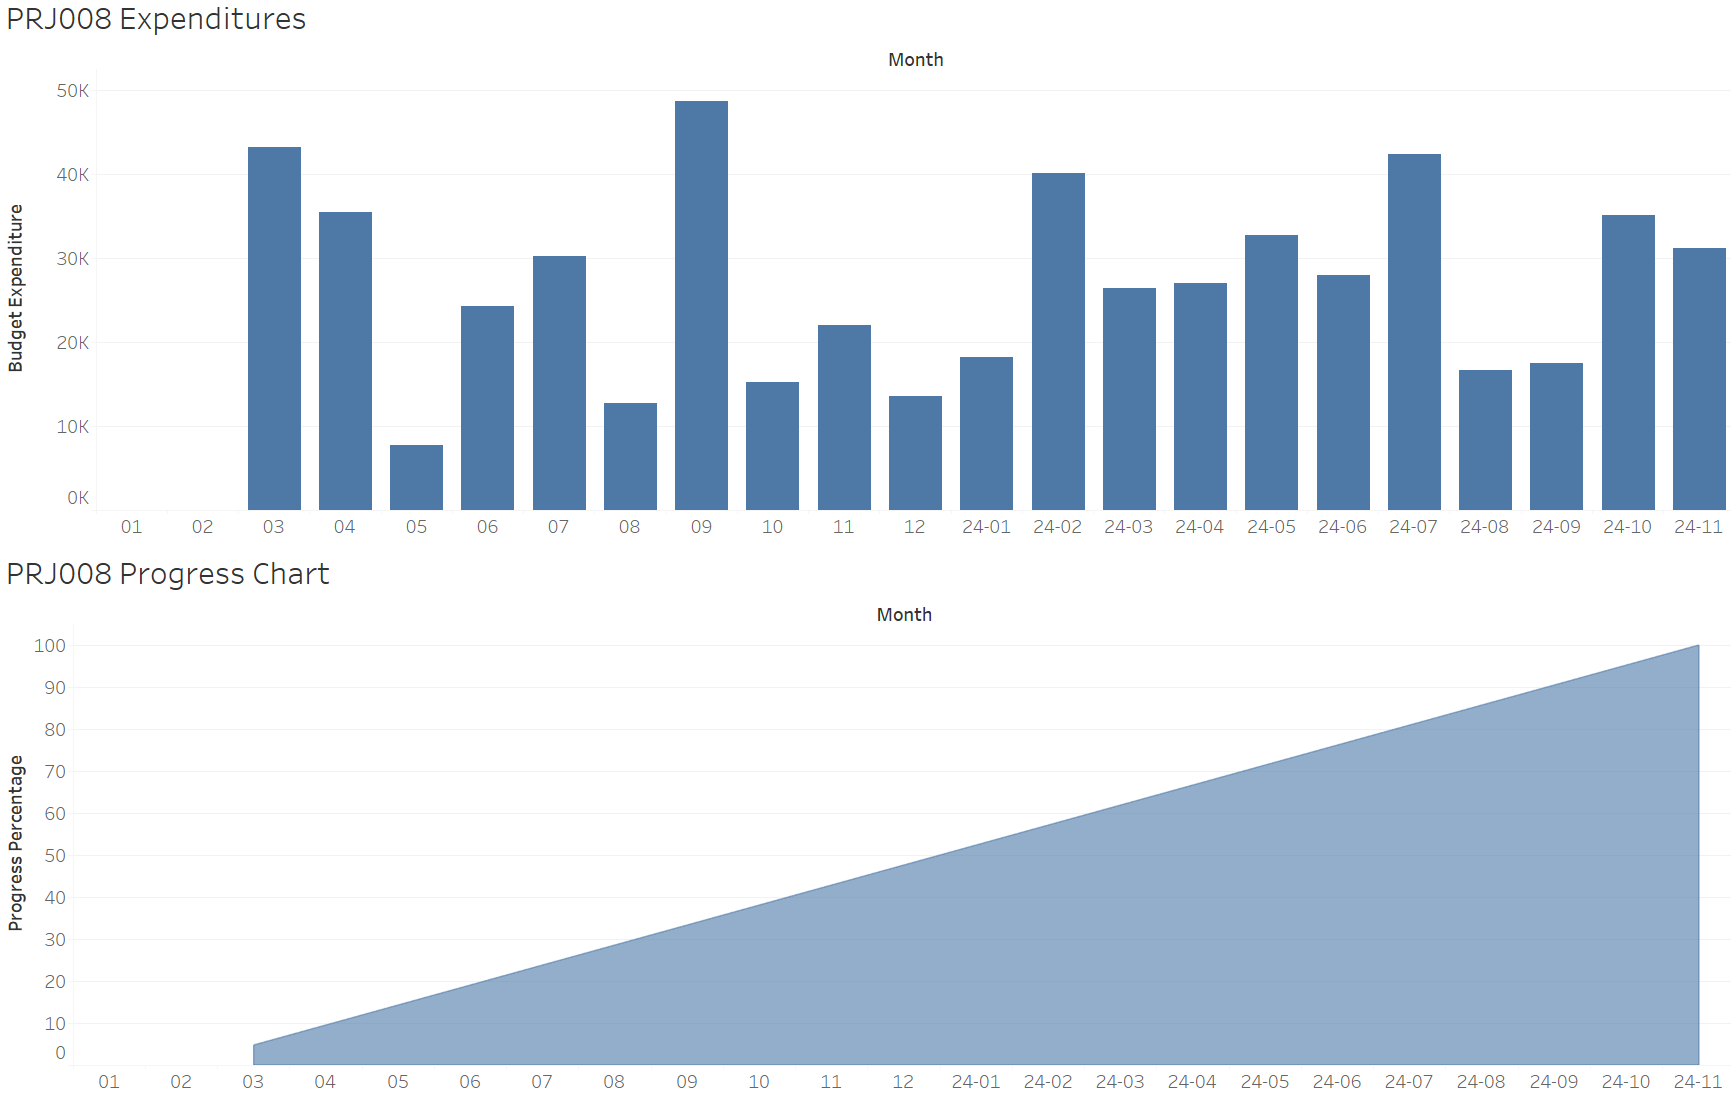 PRJ008 Expenditures
Month
Budget Expenditure
50K
40K
30K
20K
10K
0K
01 02 03 04 05 06 07 08 09 10 11 12 24-01 24-02 24-03 24-04 24-05 24-06 24-07 24-08 24-09 24-10 24-11
PRJ008 Progress Chart
Month
Progress Percentage
100
90
80
70
60
50
40
30
20
10
0
01 02 03 04 05 06 07 08 09 10 11 12 24-01 24-02 24-03 24-04 24-05 24-06 24-07 24-08 24-09 24-10 24-11